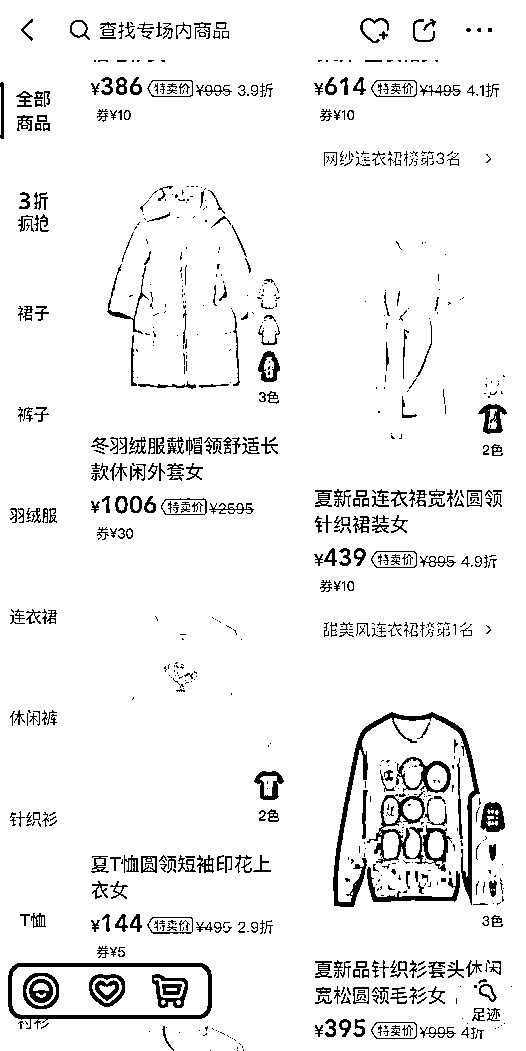 查找专场内商品
全部
商品
3折
疯抢
裙子
裤子
羽绒服
连衣裙
休闲裤
针织衫
T恤
衬衫
¥386 特卖价 ¥995 3.9折
券¥10
3色
冬羽绒服戴帽领舒适长
款休闲外套女
¥1006 特卖价 ¥2595
券¥30
2色
夏T恤圆领短袖印花上
衣女
¥144 特卖价 ¥495 2.9折
券¥5
¥614 特卖价 ¥1495 4.1折
券¥10
网纱连衣裙榜第3名 >
2色
夏新品连衣裙宽松圆领
针织裙装女
¥439 特卖价 ¥895 4.9折
券¥10
甜美风连衣裙榜第1名 >
3色
夏新品针织衫套头休闲
宽松圆领毛衫女
¥395 特卖价 ¥995 4折
足迹